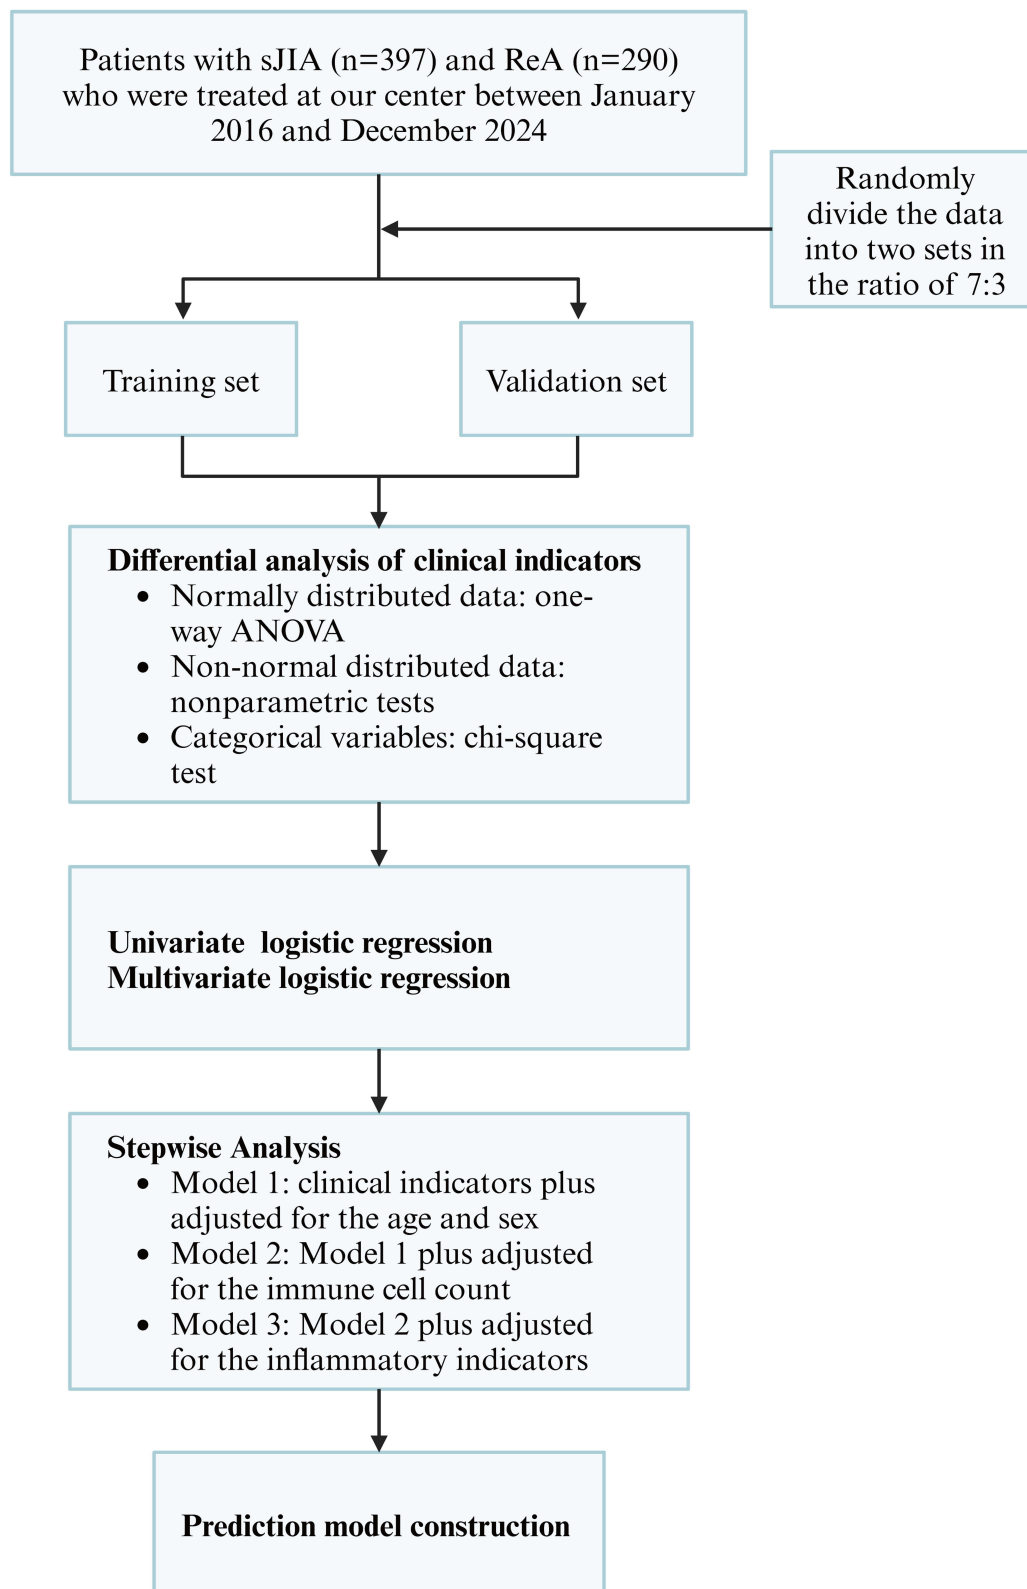 Patients with sJIA (n=397) and ReA (n=290)
who were treated at our center between January
2016 and December 2024
Randomly
divide the data
into two sets in
the ratio of 7:3
Training set
Validation set
Differential analysis of clinical indicators
• Normally distributed data: one-
way ANOVA
• Non-normal distributed data:
nonparametric tests
• Categorical variables: chi-square
test
Univariate logistic regression
Multivariate logistic regression
Stepwise Analysis
• Model 1: clinical indicators plus
adjusted for the age and sex
• Model 2: Model 1 plus adjusted
for the immune cell count
• Model 3: Model 2 plus adjusted
for the inflammatory indicators
Prediction model construction